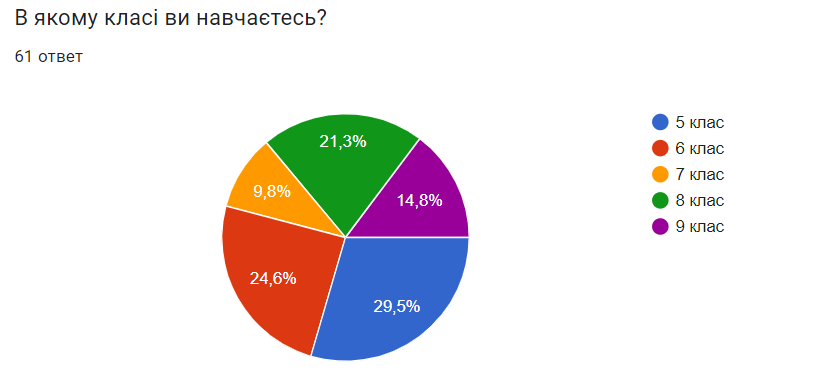 В якому класі ви навчаєтесь?
61 ответ
21,3%
9,8%
14,8%
24,6%
29,5%
5 клас
6 клас
7 клас
8 клас
9 клас